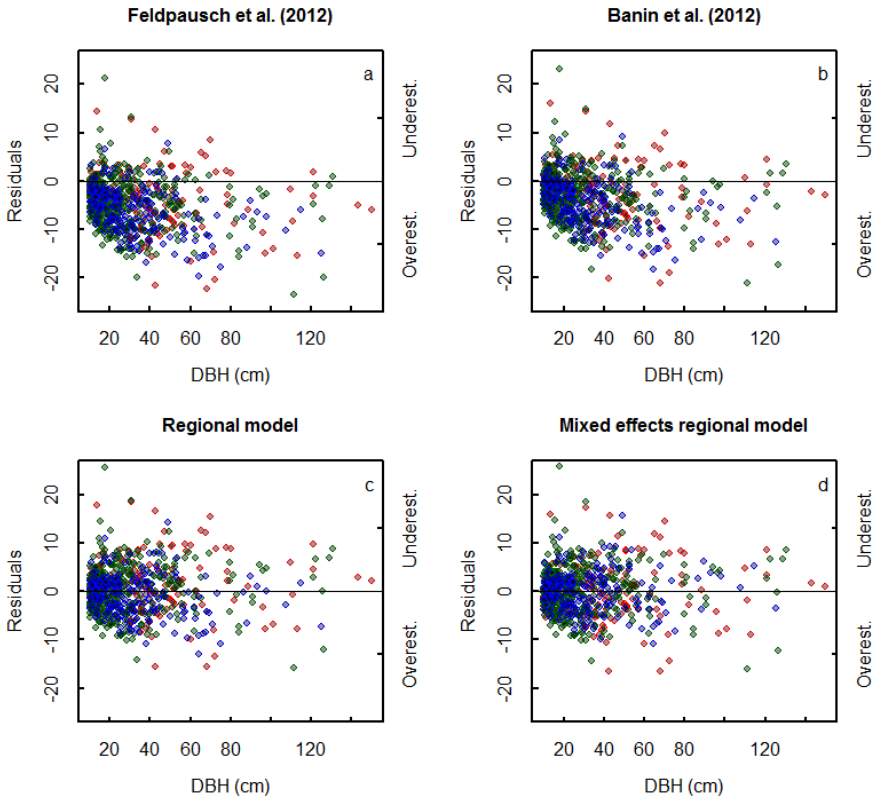 Feldpausch et al. (2012)
a
Residuals
20
10
0
-10
-20
Underest.
Overest.
20 40 60 80 120
DBH (cm)
Banin et al. (2012)
b
Residuals
20
10
0
-10
-20
Underest.
Overest.
20 40 60 80 120
DBH (cm)
Regional model
c
Residuals
20
10
0
-10
-20
Underest.
Overest.
20 40 60 80 120
DBH (cm)
Mixed effects regional model
d
Residuals
20
10
0
-10
-20
Underest.
Overest.
20 40 60 80 120
DBH (cm)